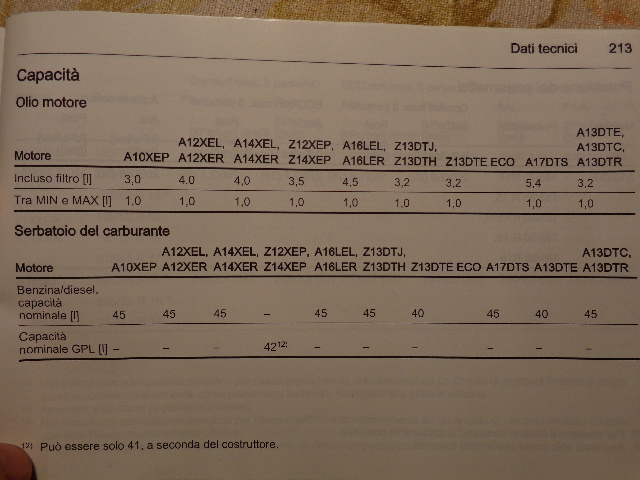 Dati tecnici 213
Capacità
Olio motore
A13DTE,
A12XEL, A14XEL, Z12XEP, A16LEL, Z13DTJ, A13DTC,
Motore A10XEP A12XER A14XER Z14XEP A16LER Z13DTH Z13DTE ECO A17DTS A13DTR
Incluso filtro [l] 3,0 4,0 4,0 3,5 4,5 3,2 3,2 5,4 3,2
Tra MIN e MAX [l] 1,0 1,0 1,0 1,0 1,0 1,0 1,0 1,0 1,0
Serbatoio del carburante
A12XEL, A14XEL, Z12XEP, A16LEL, Z13DTJ, A13DTC,
Motore A10XEP A12XER A14XER Z14XEP A16LER Z13DTH Z13DTE ECO A17DTS A13DTE A13DTR
Benzina/diesel,
capacità
nominale [l] 45 45 45 – 45 45 40 45 40 45
Capacità
nominale GPL [l] – – – 42¹²⁾ – – – – – –
¹²⁾ Può essere solo 41, a seconda del costruttore.